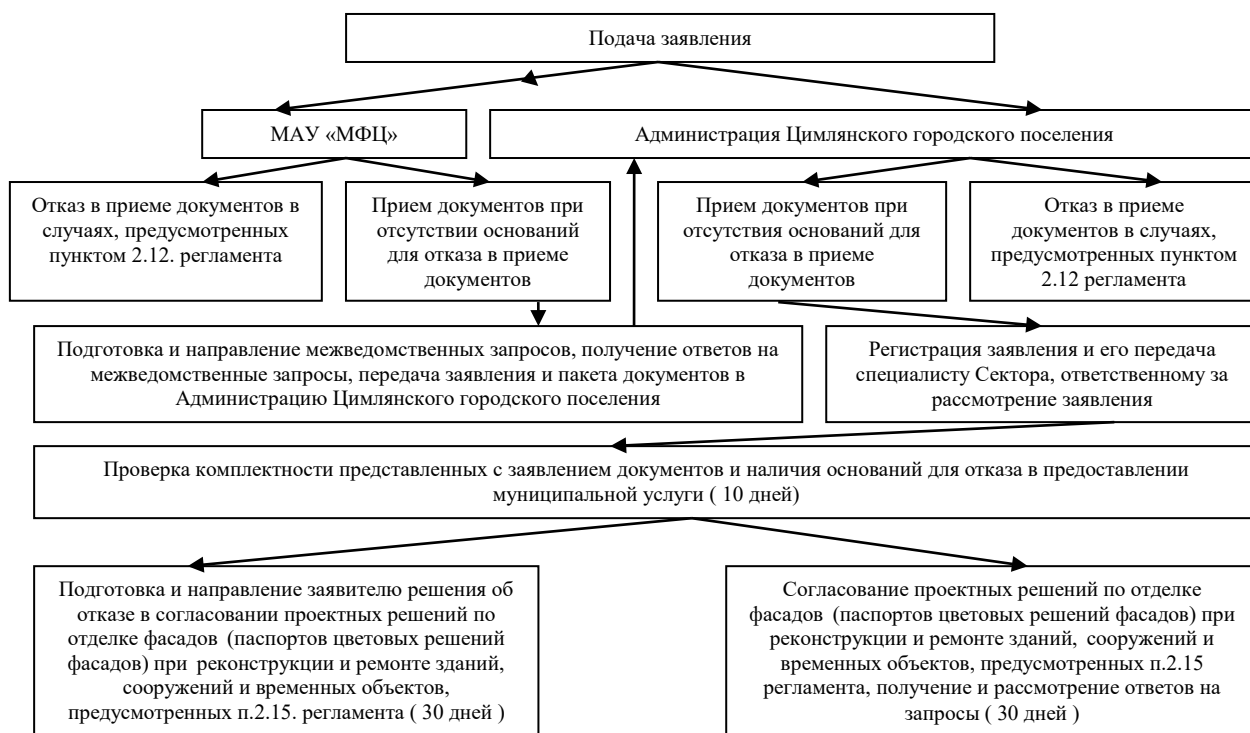 Подача заявления
МАУ «МФЦ»
Администрация Цимлянского городского поселения
Отказ в приеме документов в
случаях, предусмотренных
пунктом 2.12. регламента
Прием документов при
отсутствии оснований
для отказа в приеме
документов
Прием документов при
отсутствия оснований для
отказа в приеме
документов
Отказ в приеме
документов в случаях,
предусмотренных пунктом
2.12 регламента
Подготовка и направление межведомственных запросов, получение ответов на
межведомственные запросы, передача заявления и пакета документов в
Администрацию Цимлянского городского поселения
Регистрация заявления и его передача
специалисту Сектора, ответственному за
рассмотрение заявления
Проверка комплектности представленных с заявлением документов и наличия оснований для отказа в предоставлении
муниципальной услуги ( 10 дней)
Подготовка и направление заявителю решения об
отказе в согласовании проектных решений по
отделке фасадов (паспортов цветовых решений
фасадов) при реконструкции и ремонте зданий,
сооружений и временных объектов,
предусмотренных п.2.15. регламента ( 30 дней )
Согласование проектных решений по отделке
фасадов (паспортов цветовых решений фасадов) при
реконструкции и ремонте зданий, сооружений и
временных объектов, предусмотренных п.2.15
регламента, получение и рассмотрение ответов на
запросы ( 30 дней )